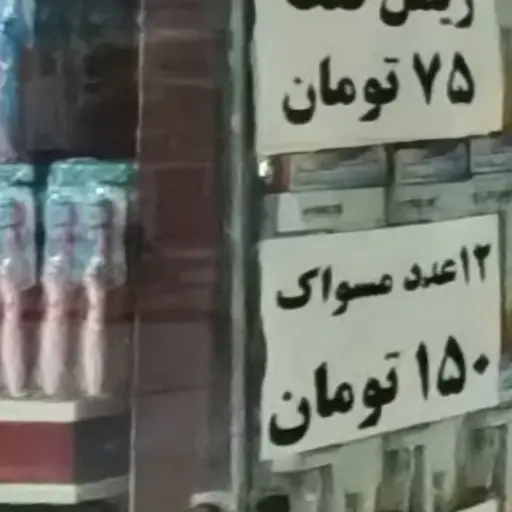 ۷۵ تومان
۱۲عدد مسواک
۱۵۰ تومان